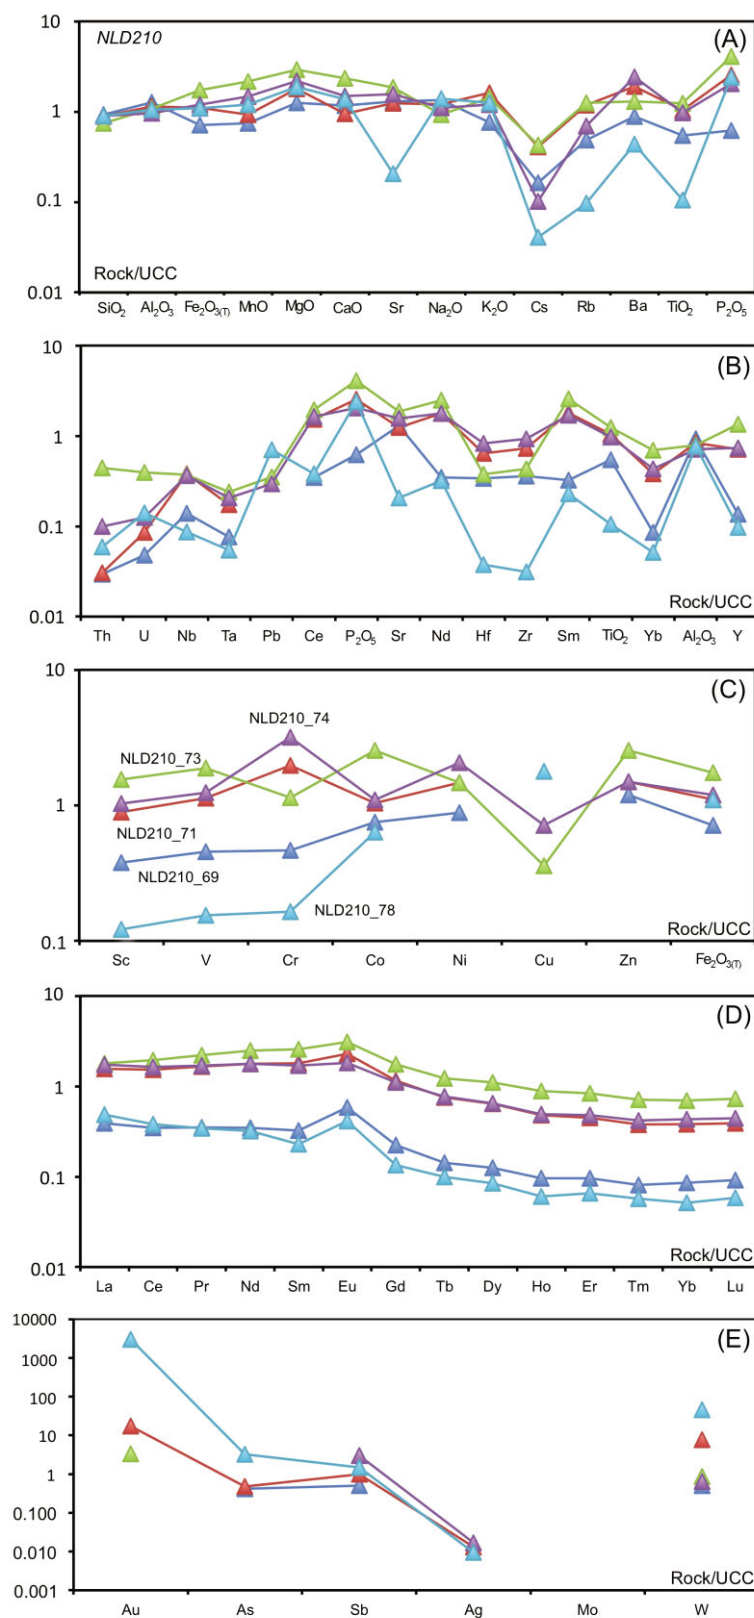 10
NLD210
(A)
1
0.1
Rock/UCC
0.01
SiO₂ Al₂O₃ Fe₂O₃(T) MnO MgO CaO Sr Na₂O K₂O Cs Rb Ba TiO₂ P₂O₅
10
(B)
1
0.1
Rock/UCC
0.01
Th U Nb Ta Pb Ce P₂O₅ Sr Nd Hf Zr Sm TiO₂ Yb Al₂O₃ Y
10
(C)
NLD210_74
NLD210_73
1
NLD210_71
NLD210_69
NLD210_78
Rock/UCC
0.1
Sc V Cr Co Ni Cu Zn Fe₂O₃(T)
10
(D)
1
0.1
Rock/UCC
0.01
La Ce Pr Nd Sm Eu Gd Tb Dy Ho Er Tm Yb Lu
10000
(E)
1000
100
10
1
0.100
0.010
Rock/UCC
0.001
Au As Sb Ag Mo W